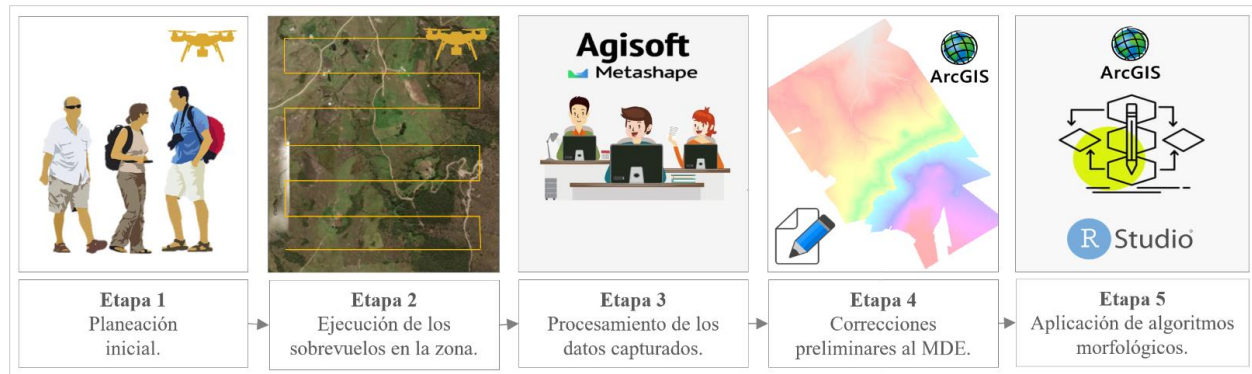 Agisoft
Metashape
ArcGIS
ArcGIS
R Studio®
Etapa 1
Planeación
inicial.
Etapa 2
Ejecución de los
sobrevuelos en la zona.
Etapa 3
Procesamiento de los
datos capturados.
Etapa 4
Correcciones
preliminares al MDE.
Etapa 5
Aplicación de algoritmos
morfológicos.